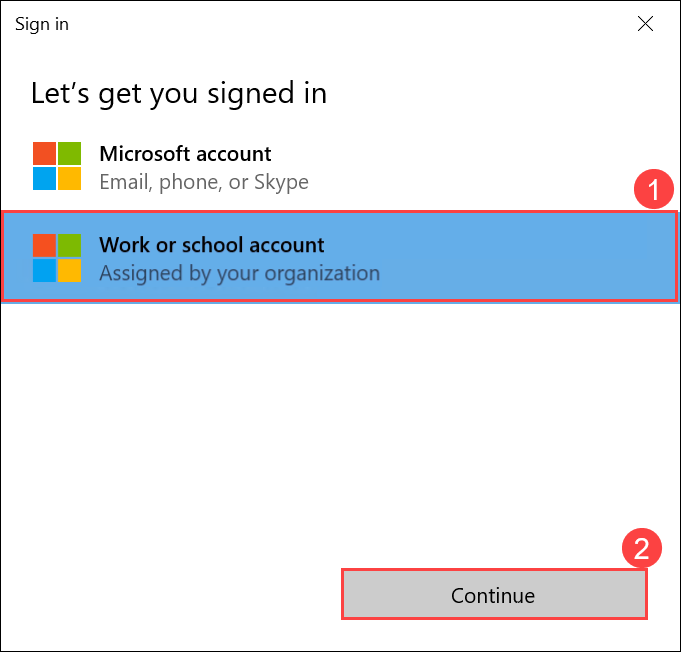 Sign in
Let’s get you signed in
Microsoft account
Email, phone, or Skype
1
Work or school account
Assigned by your organization
2
Continue